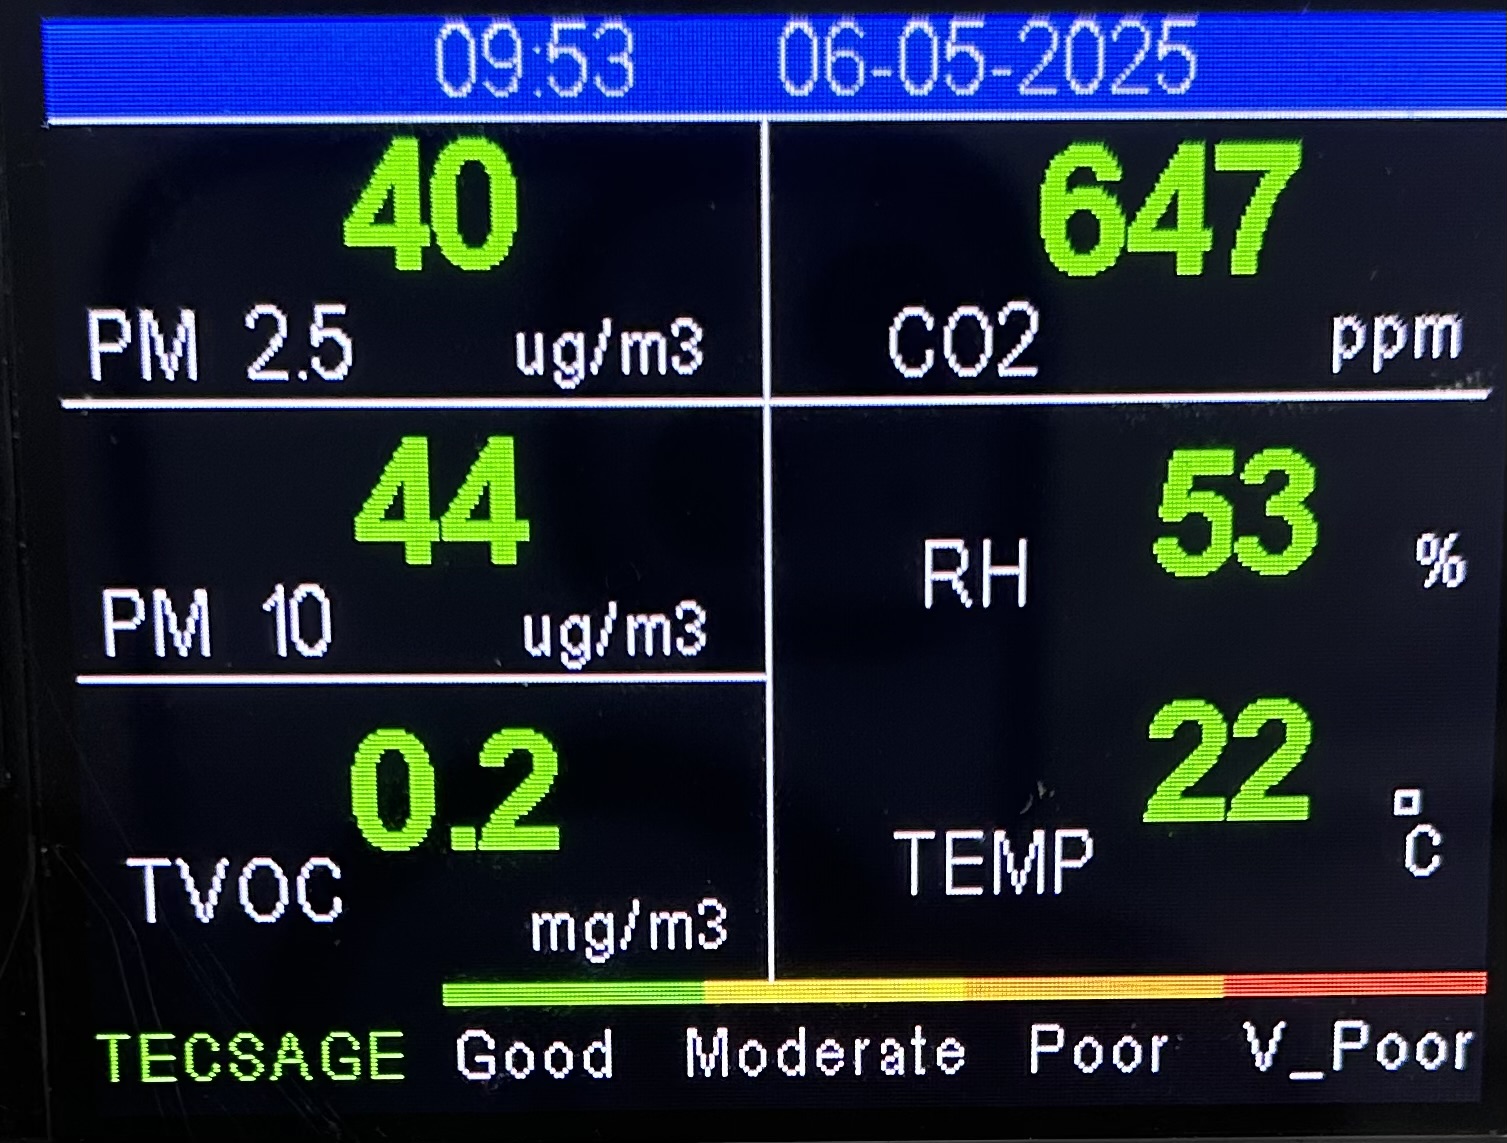 09:53 06-05-2025
40
PM 2.5 ug/m3
647
CO2 ppm
44
PM 10 ug/m3
53
RH %
0.2
TVOC mg/m3
22
TEMP °C
TECSAGE Good Moderate Poor V_Poor